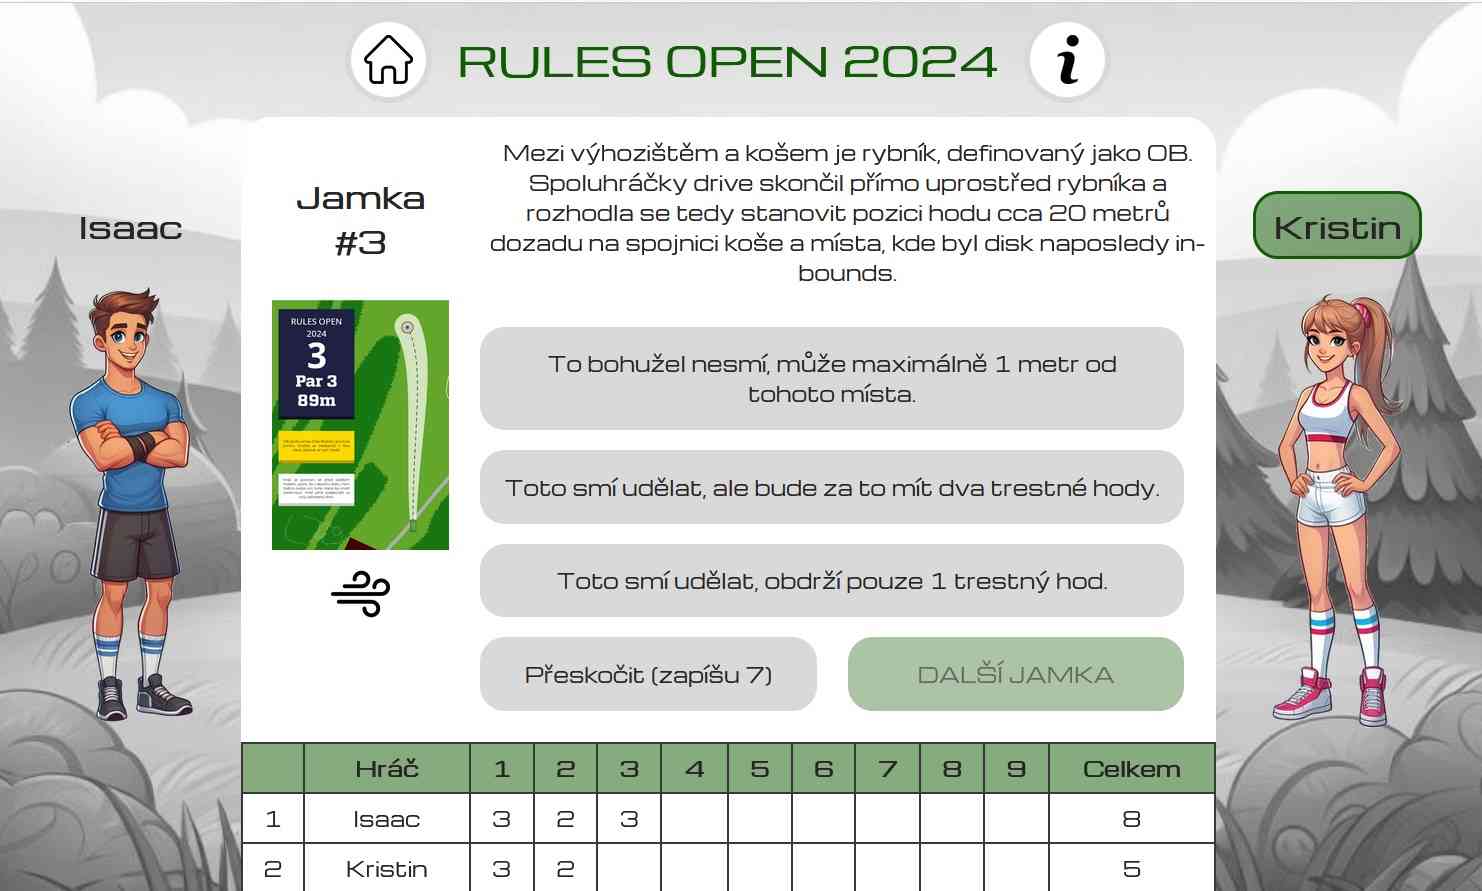 RULES OPEN 2024
Isaac
Kristin
Jamka
#3
Mezi výhozištěm a košem je rybník, definovaný jako OB.
Spoluhráčky drive skončil přímo uprostřed rybníka a
rozhodla se tedy stanovit pozici hodu cca 20 metrů
dozadu na spojnici koše a místa, kde byl disk naposledy in-
bounds.
RULES OPEN
2024
3
Par 3
89m
To bohužel nesmí, může maximálně 1 metr od
tohoto místa.
Toto smí udělat, ale bude za to mít dva trestné hody.
Toto smí udělat, obdrží pouze 1 trestný hod.
Přeskočit (zapíšu 7)
DALŠÍ JAMKA
Hráč 1 2 3 4 5 6 7 8 9 Celkem
1 Isaac 3 2 3 8
2 Kristin 3 2 5